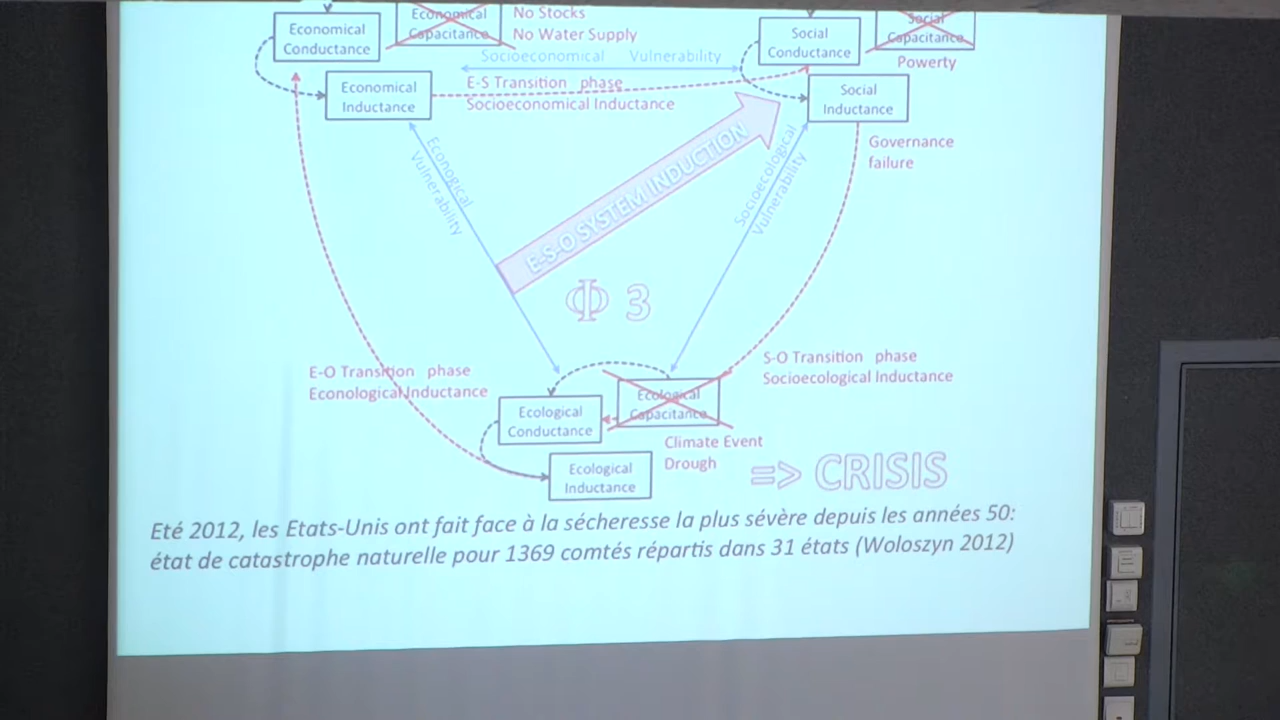 Economical
Conductance
Economical
Capacitance
No Stocks
No Water Supply
Social
Conductance
Social
Capacitance
Powerty
Socioeconomical Vulnerability
Economical
Inductance
E-S Transition phase
Socioeconomical Inductance
Social
Inductance
Governance
failure
Econogical
Vulnerability
E-S-O SYSTEM INDUCTION
Socioecological
Vulnerability
Φ 3
E-O Transition phase
Econological Inductance
S-O Transition phase
Socioecological Inductance
Ecological
Conductance
Ecological
Capacitance
Climate Event
Drough
Ecological
Inductance
=> CRISIS
Eté 2012, les Etats-Unis ont fait face à la sécheresse la plus sévère depuis les années 50:
état de catastrophe naturelle pour 1369 comtés répartis dans 31 états (Woloszyn 2012)